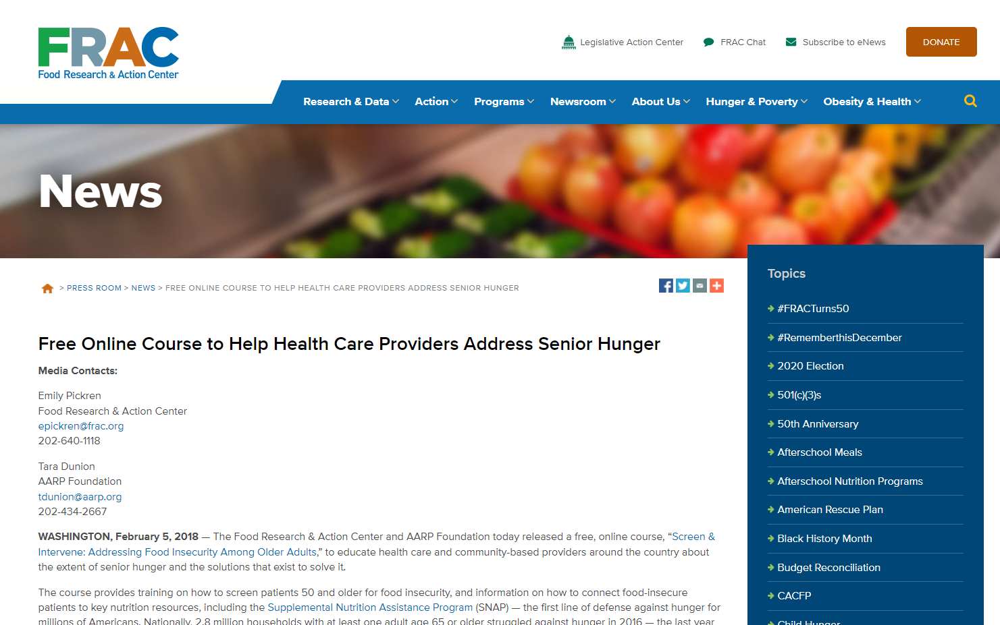 FRAC
Food Research & Action Center
Legislative Action Center
FRAC Chat
Subscribe to eNews
DONATE
Research & Data
Action
Programs
Newsroom
About Us
Hunger & Poverty
Obesity & Health
News
> PRESS ROOM > NEWS > FREE ONLINE COURSE TO HELP HEALTH CARE PROVIDERS ADDRESS SENIOR HUNGER
Free Online Course to Help Health Care Providers Address Senior Hunger
Media Contacts:
Emily Pickren
Food Research & Action Center
epickren@frac.org
202-640-1118
Tara Dunion
AARP Foundation
tdunion@aarp.org
202-434-2667
WASHINGTON, February 5, 2018 — The Food Research & Action Center and AARP Foundation today released a free, online course, “Screen &
Intervene: Addressing Food Insecurity Among Older Adults,” to educate health care and community-based providers around the country about
the extent of senior hunger and the solutions that exist to solve it.
The course provides training on how to screen patients 50 and older for food insecurity, and information on how to connect food-insecure
patients to key nutrition resources, including the Supplemental Nutrition Assistance Program (SNAP) — the first line of defense against hunger for
millions of Americans. Nationally, 2.8 million households with at least one adult age 65 or older struggled against hunger in 2016 — the last year
Topics
#FRACTurns50
#RememberthisDecember
2020 Election
501(c)(3)s
50th Anniversary
Afterschool Meals
Afterschool Nutrition Programs
American Rescue Plan
Black History Month
Budget Reconciliation
CACFP
Child Hunger